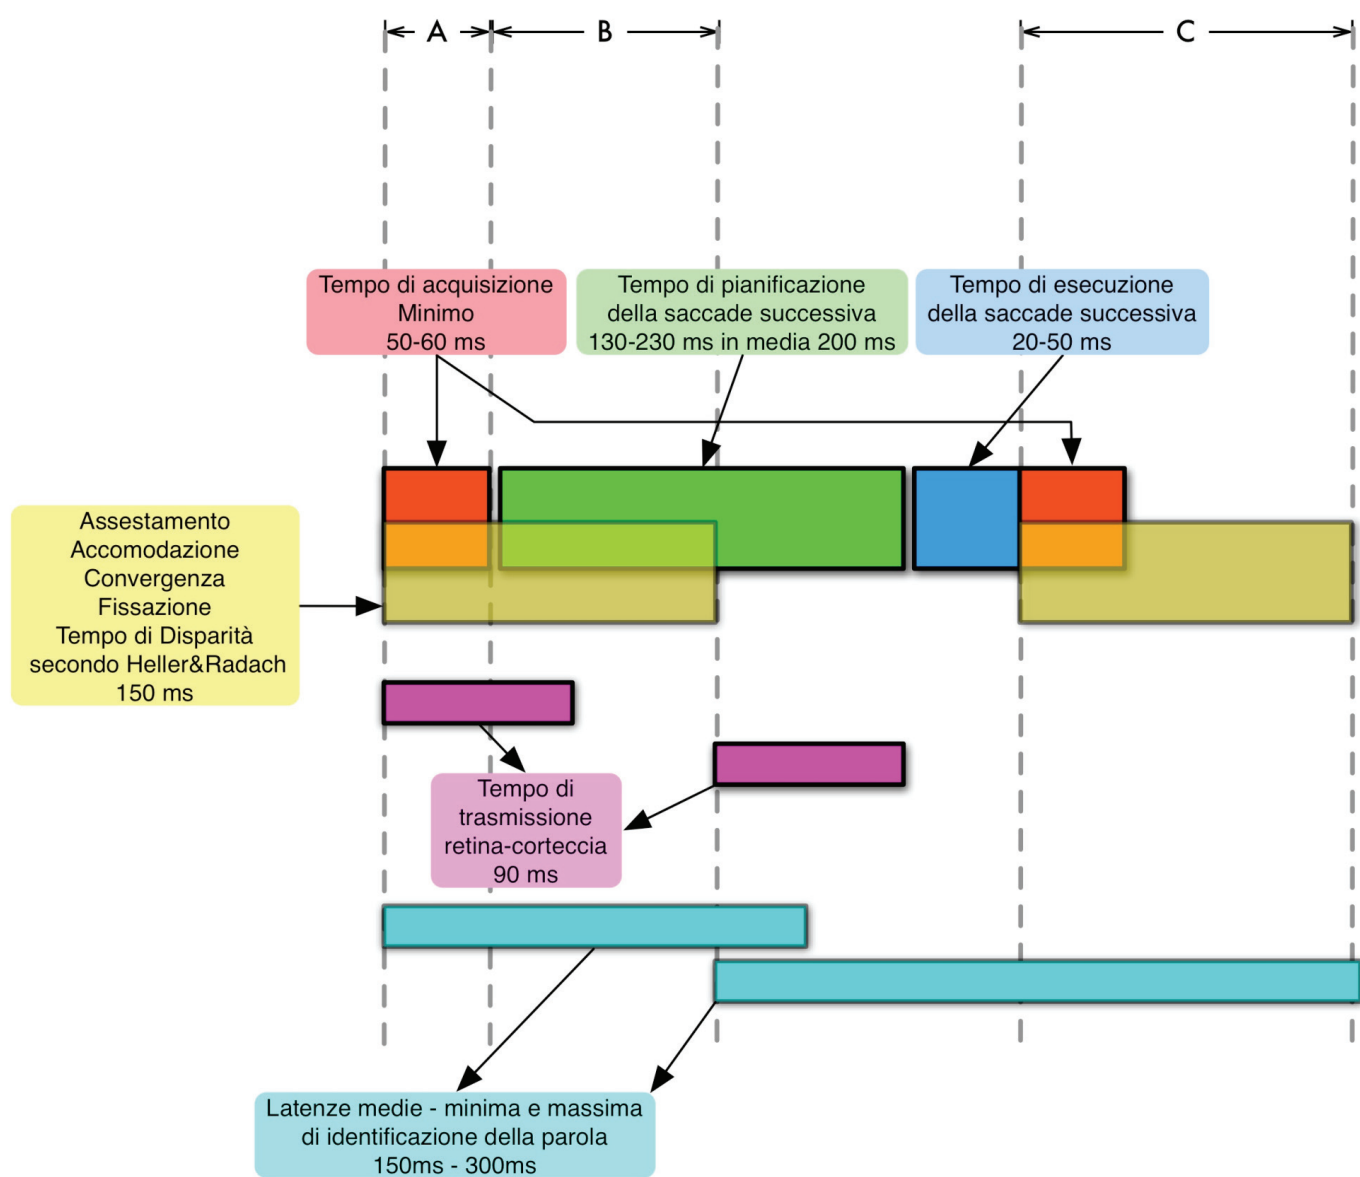 A
B
C
Tempo di acquisizione
Minimo
50-60 ms
Tempo di pianificazione
della saccade successiva
130-230 ms in media 200 ms
Tempo di esecuzione
della saccade successiva
20-50 ms
Assestamento
Accomodazione
Convergenza
Fissazione
Tempo di Disparità
secondo Heller&Radach
150 ms
Tempo di
trasmissione
retina-corteccia
90 ms
Latenze medie - minima e massima
di identificazione della parola
150ms - 300ms